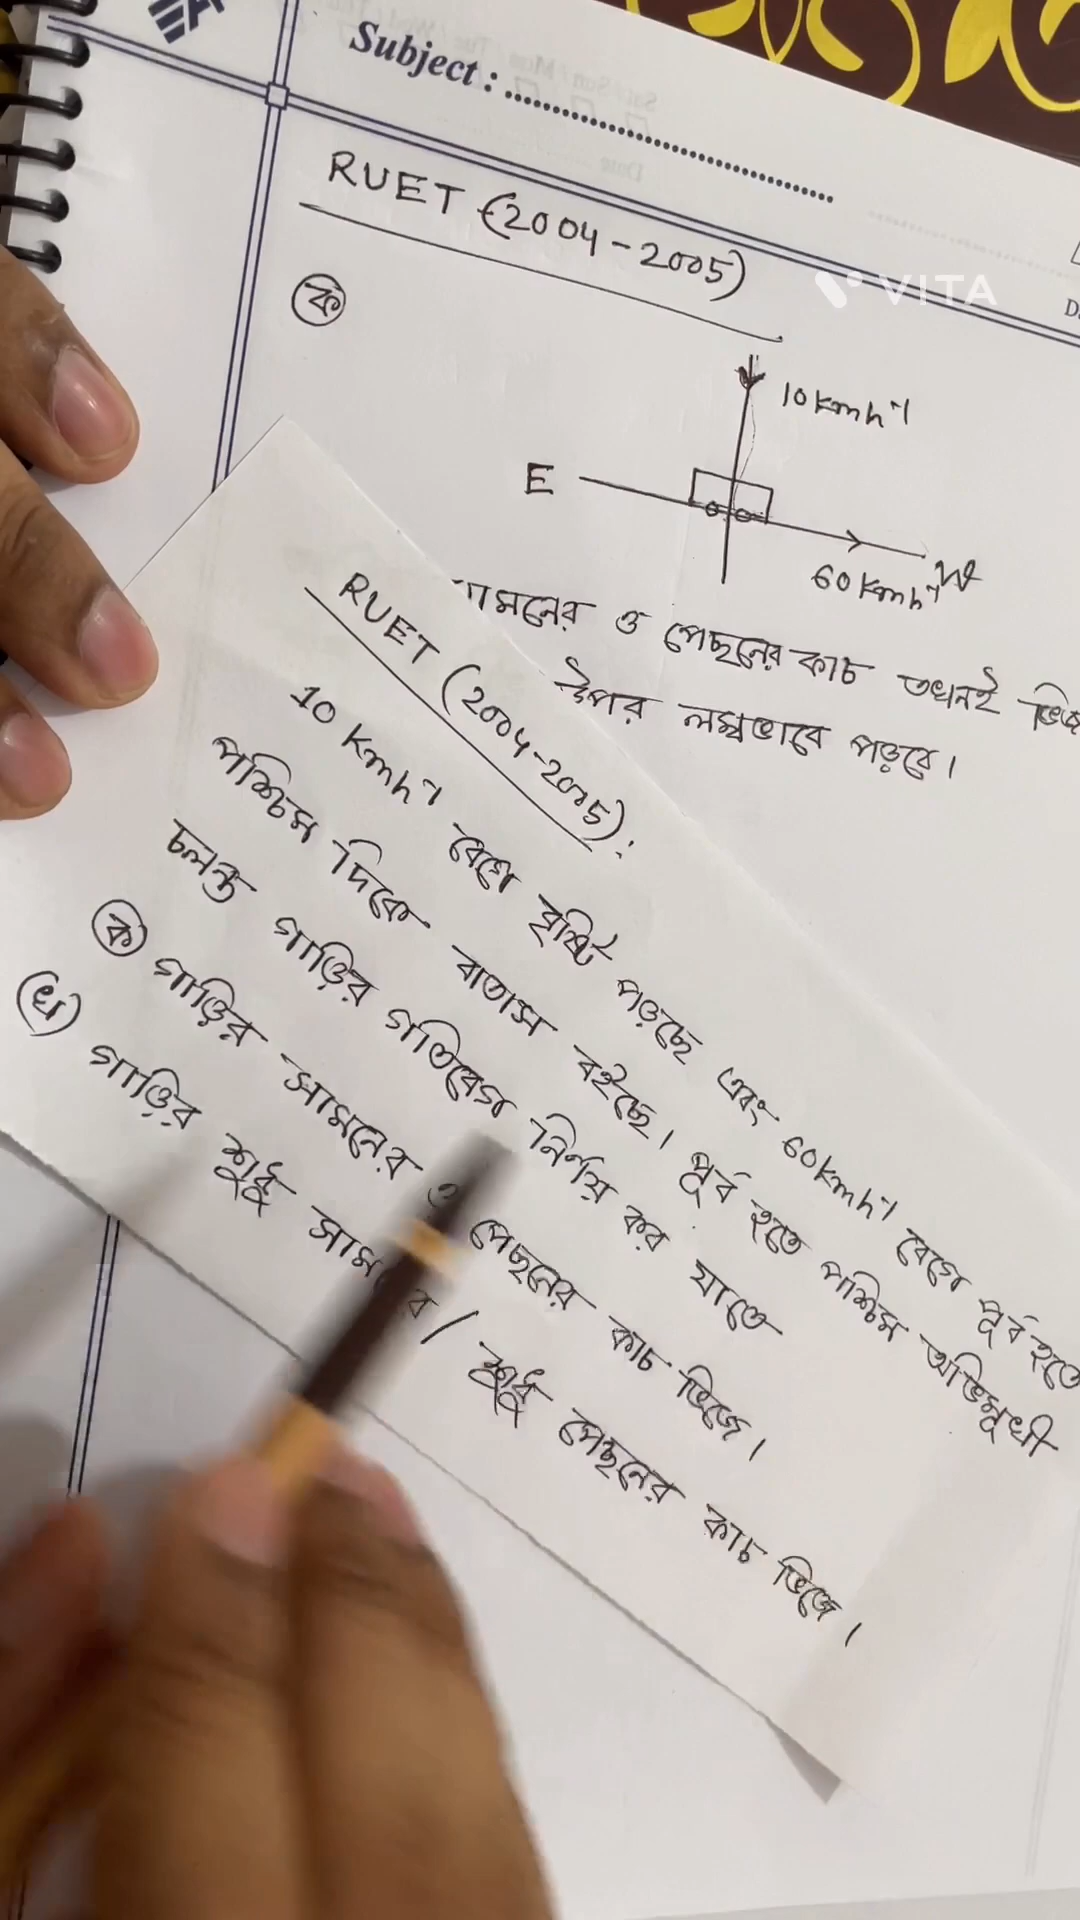 Subject :
RUET (2004-2005)
VITA
ক
10 kmh⁻¹
E
60 kmh⁻¹ W
সামনের ও পেছনের কাচ তখনই
উপর লম্বভাবে পড়বে।
RUET (2004-2005):
10 kmh⁻¹ বেগে বৃষ্টি পড়ছে এবং 60kmh⁻¹ বেগে পূর্ব হতে
পশ্চিম দিকে বাতাস বইছে। পূর্ব হতে পশ্চিম অভিমুখী
চলন্ত গাড়ির গতিবেগ নির্ণয় কর যাতে
ক গাড়ির সামনের ও পেছনের কাচ ভিজে।
খ গাড়ির শুধু সামনের / শুধু পেছনের কাচ ভিজে।